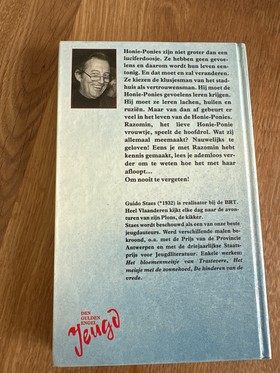 Honie-Ponies zijn niet groter dan een
luciferdoosje. Ze hebben geen gevoe-
lens en daarom wordt hun leven een-
tonig. En dat moet en zal veranderen.
Ze kiezen de klusjesman van het stad-
huis als vertrouwensman. Hij moet de
Honie-Ponies gevoelens leren krijgen.
Hij moet ze leren lachen, huilen en
ruziën. Maar van dan af gebeurt er
veel in het leven van de Honie-Ponies.
Razomin, het lieve Honie-Ponie
vrouwtje, speelt de hoofdrol. Wat zij
allemaal meemaakt? Nauwelijks te
geloven! Eens je met Razomin hebt
kennis gemaakt, lees je ademloos ver-
der om te weten hoe het met haar
afloopt...
Om nooit te vergeten!
Guido Staes (°1932) is realisator bij de BRT.
Heel Vlaanderen kijkt elke dag naar de avon-
turen van zijn Plons, de kikker.
Staes wordt beschouwd als een van onze beste
jeugdauteurs. Werd verschillende malen be-
kroond, o.a. met de Prijs van de Provincie
Antwerpen en met de driejaarlijkse Staats-
prijs voor Jeugdliteratuur. Enkele werken:
Het bloemenmeisje van Trastevere, Het
meisje met de zonnehoed, De kinderen van de
vrede.
DEN
GULDEN
ENGEL
Jeugd